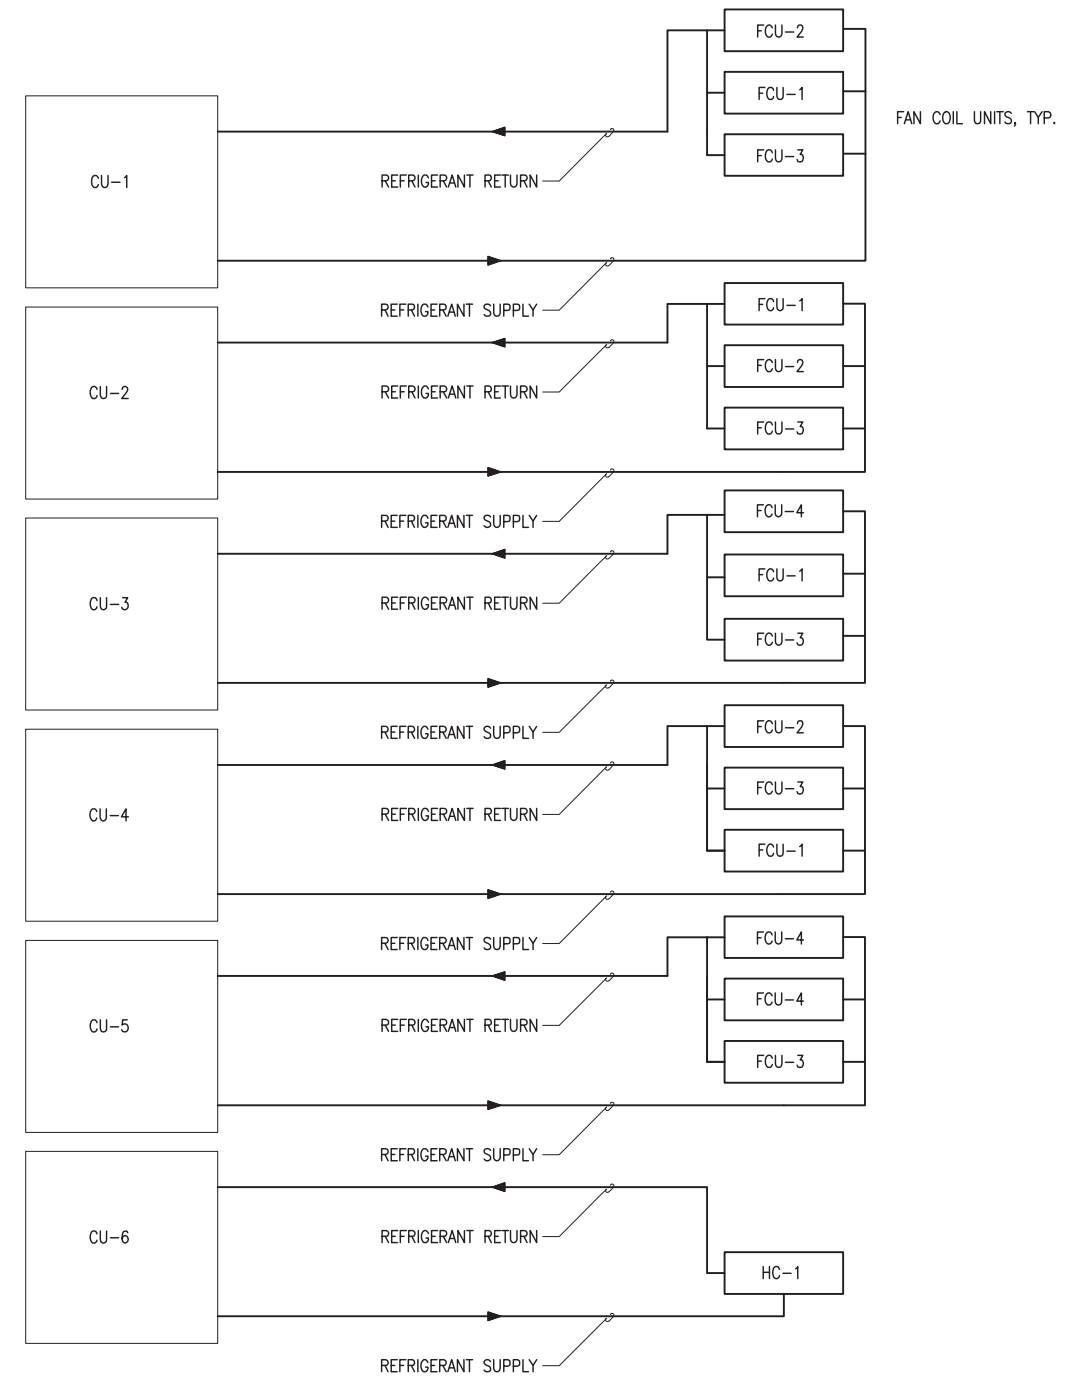 FCU-2
FCU-1
FAN COIL UNITS, TYP.
FCU-3
CU-1
REFRIGERANT RETURN
REFRIGERANT SUPPLY
FCU-1
FCU-2
CU-2
REFRIGERANT RETURN
FCU-3
REFRIGERANT SUPPLY
FCU-4
FCU-1
CU-3
REFRIGERANT RETURN
FCU-3
REFRIGERANT SUPPLY
FCU-2
FCU-3
CU-4
REFRIGERANT RETURN
FCU-1
REFRIGERANT SUPPLY
FCU-4
FCU-4
CU-5
REFRIGERANT RETURN
FCU-3
REFRIGERANT SUPPLY
CU-6
REFRIGERANT RETURN
HC-1
REFRIGERANT SUPPLY